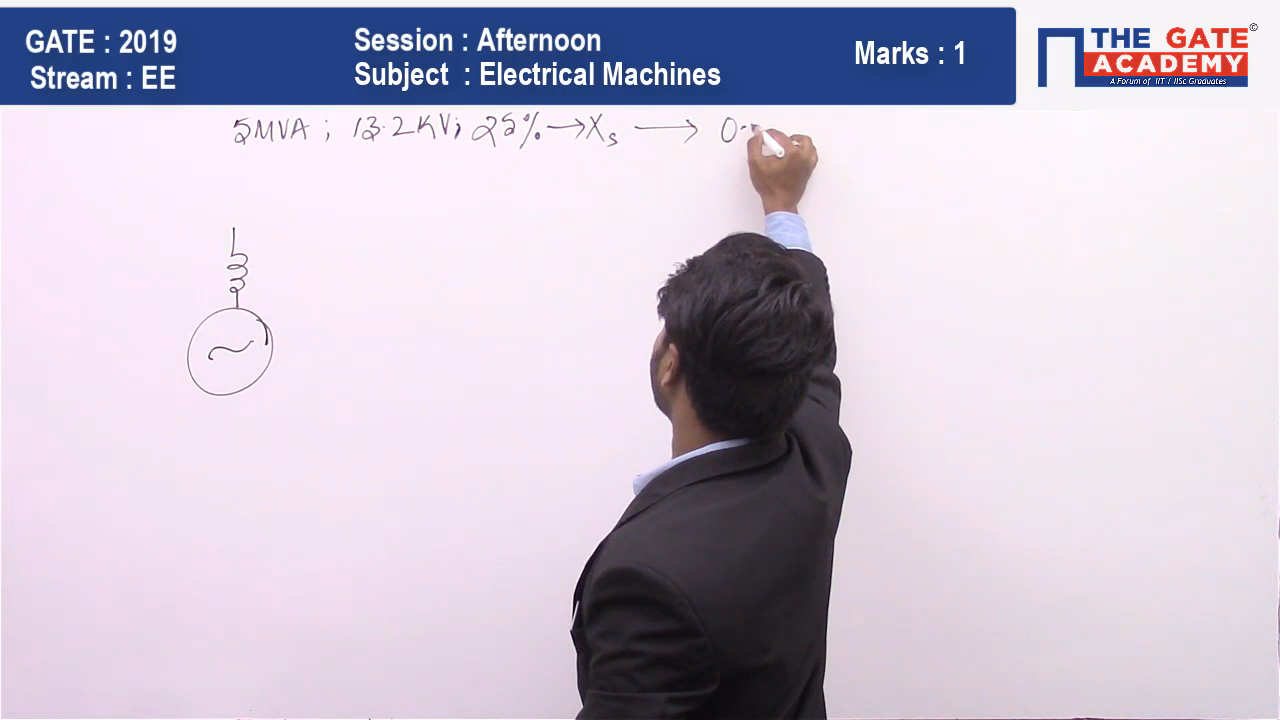 GATE : 2019
Stream : EE
Session : Afternoon
Subject : Electrical Machines
Marks : 1
THE GATE ACADEMY ©
A Forum of IIT / IISc Graduates
5MVA ; 13.2KV; 25% → Xs → 0.